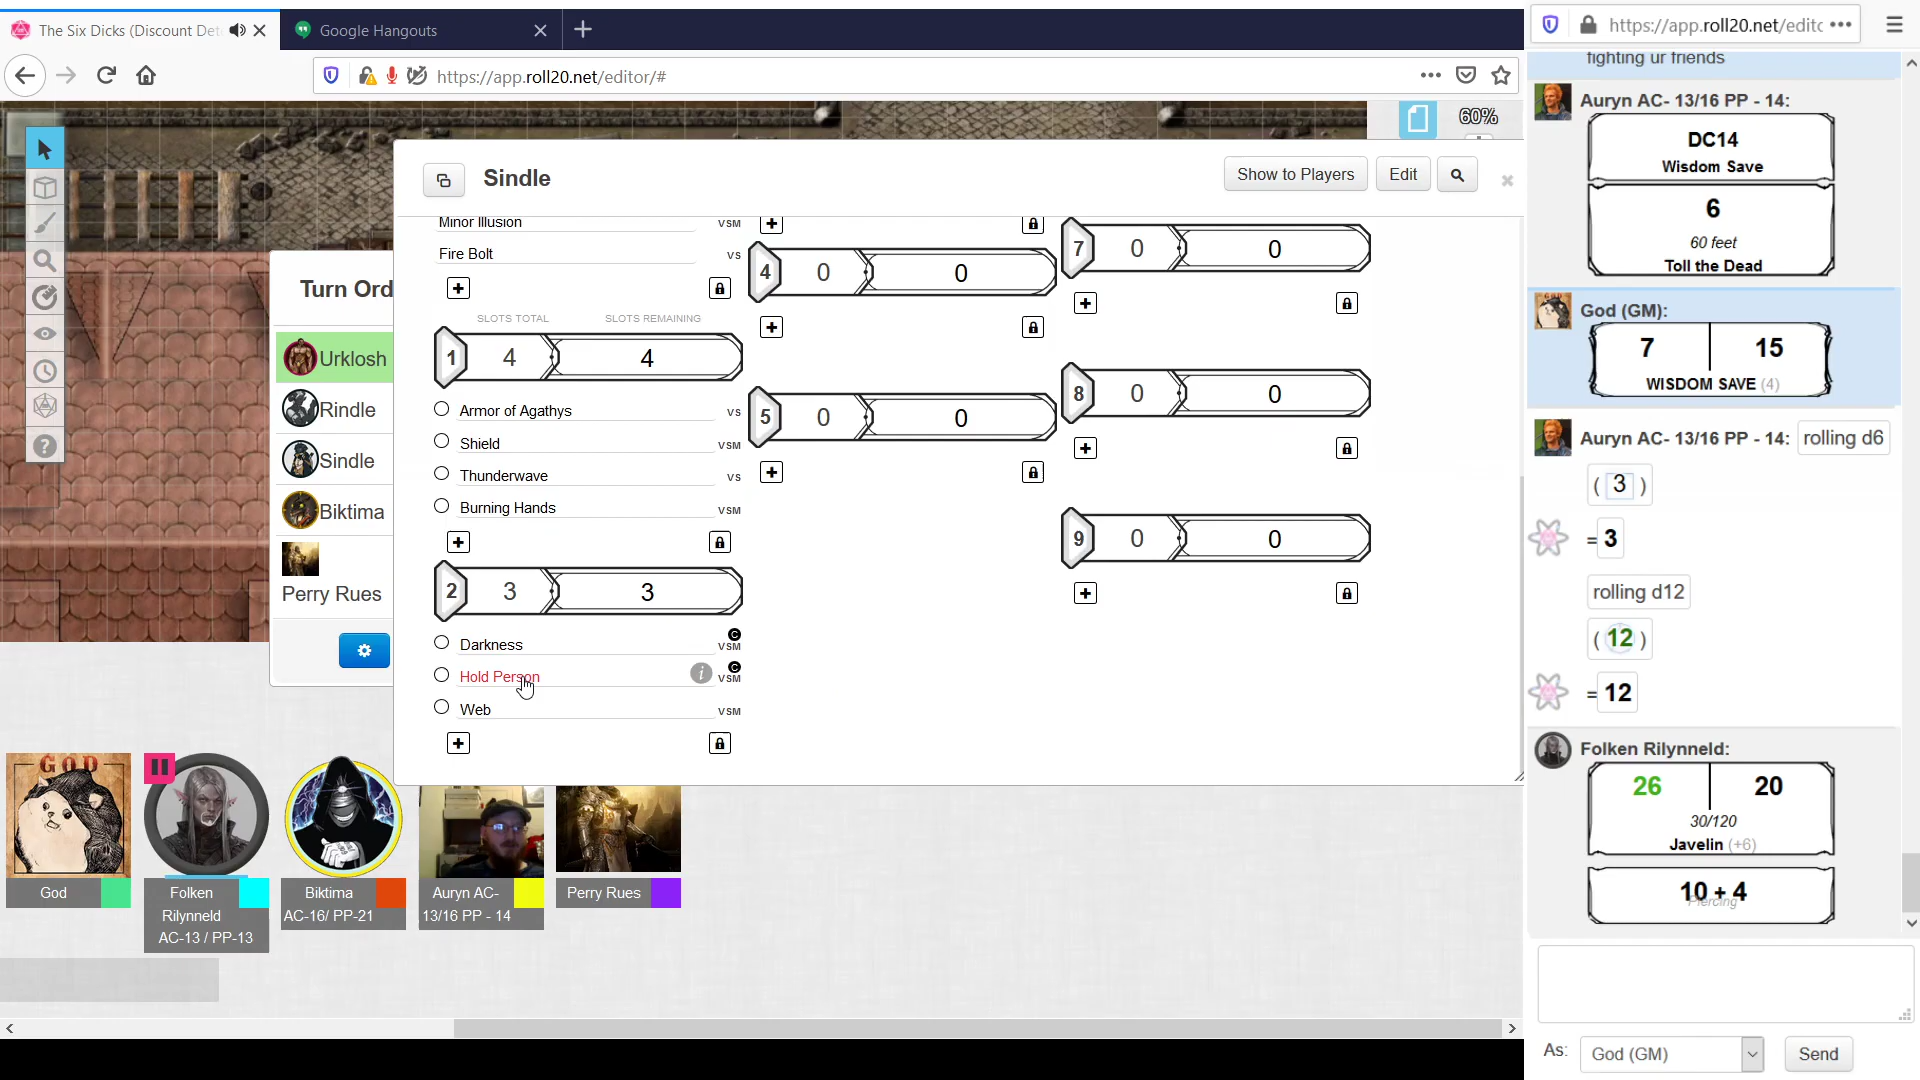 The Six Dicks (Discount Det
Google Hangouts
https://app.roll20.net/editor/#
60%
Turn Ord
Urklosh
Rindle
Sindle
Biktima
Perry Rues
Sindle
Show to Players
Edit
Minor Illusion
VSM
Fire Bolt
VS
SLOTS TOTAL
SLOTS REMAINING
1
4
4
Armor of Agathys
VS
Shield
VSM
Thunderwave
VS
Burning Hands
VSM
2
3
3
Darkness
C
VSM
Hold Person
C
VSM
Web
VSM
4
0
0
5
0
0
7
0
0
8
0
0
9
0
0
GOD
God
Folken
Rilynneld
AC-13 / PP-13
Biktima
AC-16/ PP-21
Auryn AC-
13/16 PP - 14
Perry Rues
https://app.roll20.net/editc
fighting ur friends
Auryn AC- 13/16 PP - 14:
DC14
Wisdom Save
6
60 feet
Toll the Dead
God (GM):
7
15
WISDOM SAVE (4)
Auryn AC- 13/16 PP - 14:
rolling d6
( 3 )
=3
rolling d12
( 12 )
=12
Folken Rilynneld:
26
20
30/120
Javelin (+6)
10 + 4
Piercing
As:
God (GM)
Send